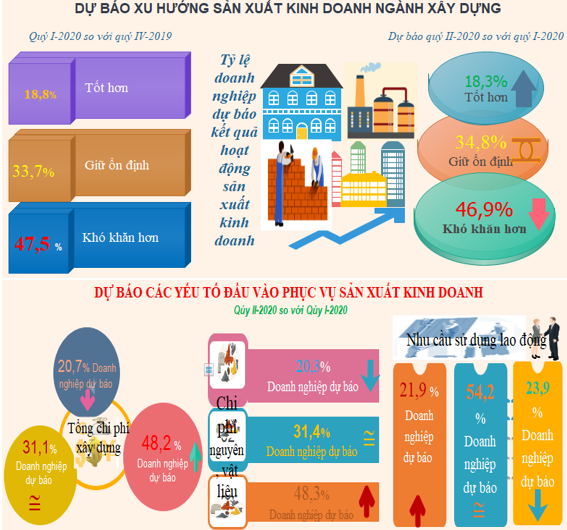 DỰ BÁO XU HƯỚNG SẢN XUẤT KINH DOANH NGÀNH XÂY DỰNG
Quý I-2020 so với quý IV-2019
18,8%
Tốt hơn
33,7%
Giữ ổn định
47,5 %
Khó khăn hơn
Tỷ lệ
doanh
nghiệp
dự báo
kết quả
hoạt
động
sản
xuất
kinh
doanh
Dự báo quý II-2020 so với quý I-2020
18,3%
Tốt hơn
34,8%
Giữ ổn định
46,9%
Khó khăn hơn
DỰ BÁO CÁC YẾU TỐ ĐẦU VÀO PHỤC VỤ SẢN XUẤT KINH DOANH
Qúy II-2020 so với Qúy I-2020
20,7% Doanh
nghiệp dự báo
Tổng chi phí
xây dựng
31,1%
Doanh nghiệp
dự báo
≅
48,2%
Doanh nghiệp
dự báo
20,3%
Doanh nghiệp dự báo
Chi
phí
nguyên
vật
liệu
31,4%
Doanh nghiệp dự báo
≅
48,3%
Doanh nghiệp dự báo
Nhu cầu sử dụng lao động
21,9 %
Doanh
nghiệp
dự báo
54,2
%
Doanh
nghiệp
dự báo
≅
23,9
%
Doanh
nghiệp
dự báo